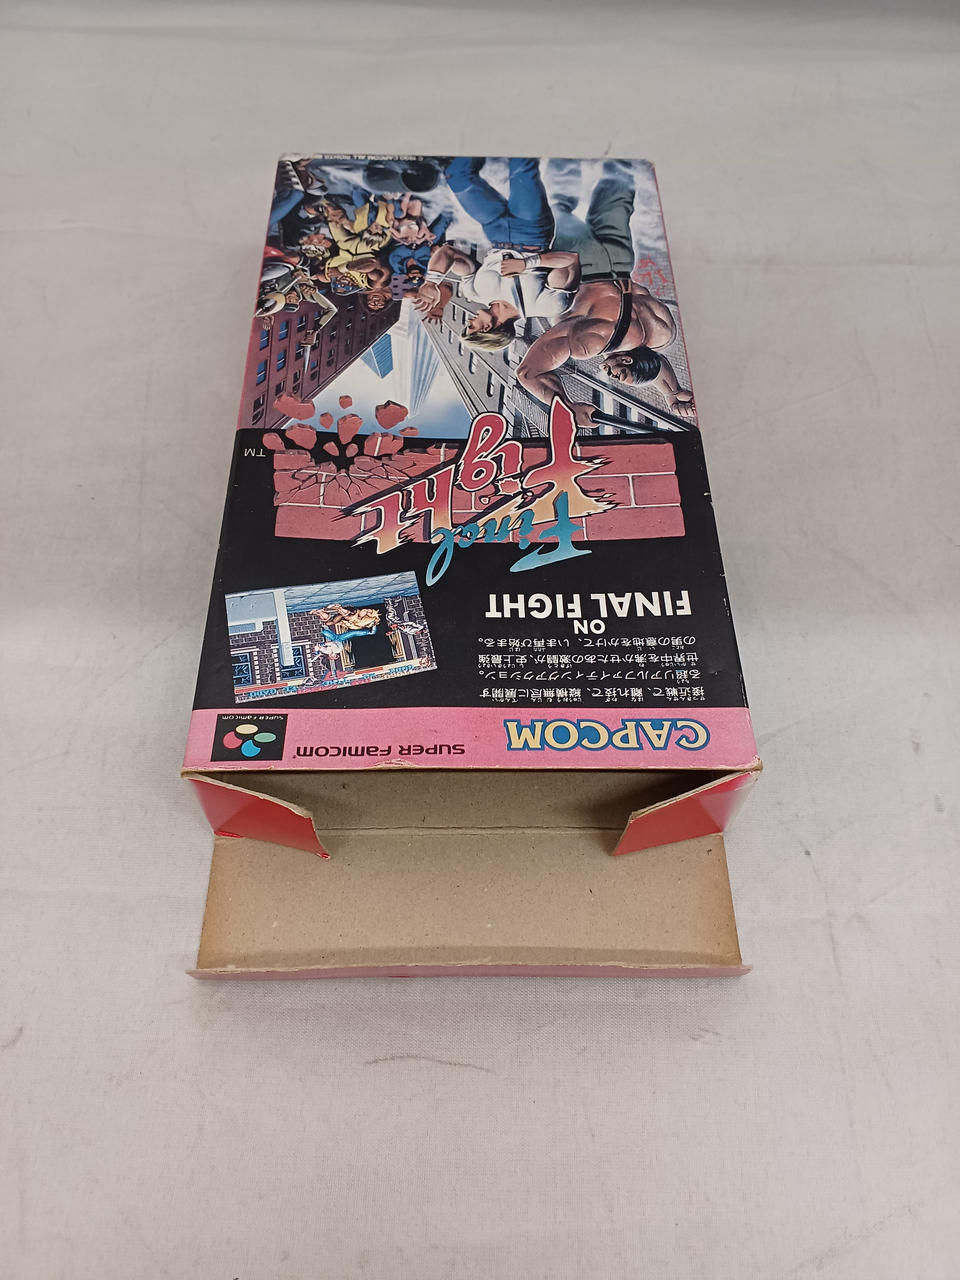 CAPCOM
SUPER FAMICOM
SUPER FAMICOM
接近戦で、離れ技で、縦横無尽に展開す
る超リアルファイティングアクション。
世界中を沸かせたあの激闘が、史上最強
の男の意地をかけて、いま再び始まる。
ON
FINAL FIGHT
Final
Fight
TM
© 1990 CAPCOM ALL RIGHTS